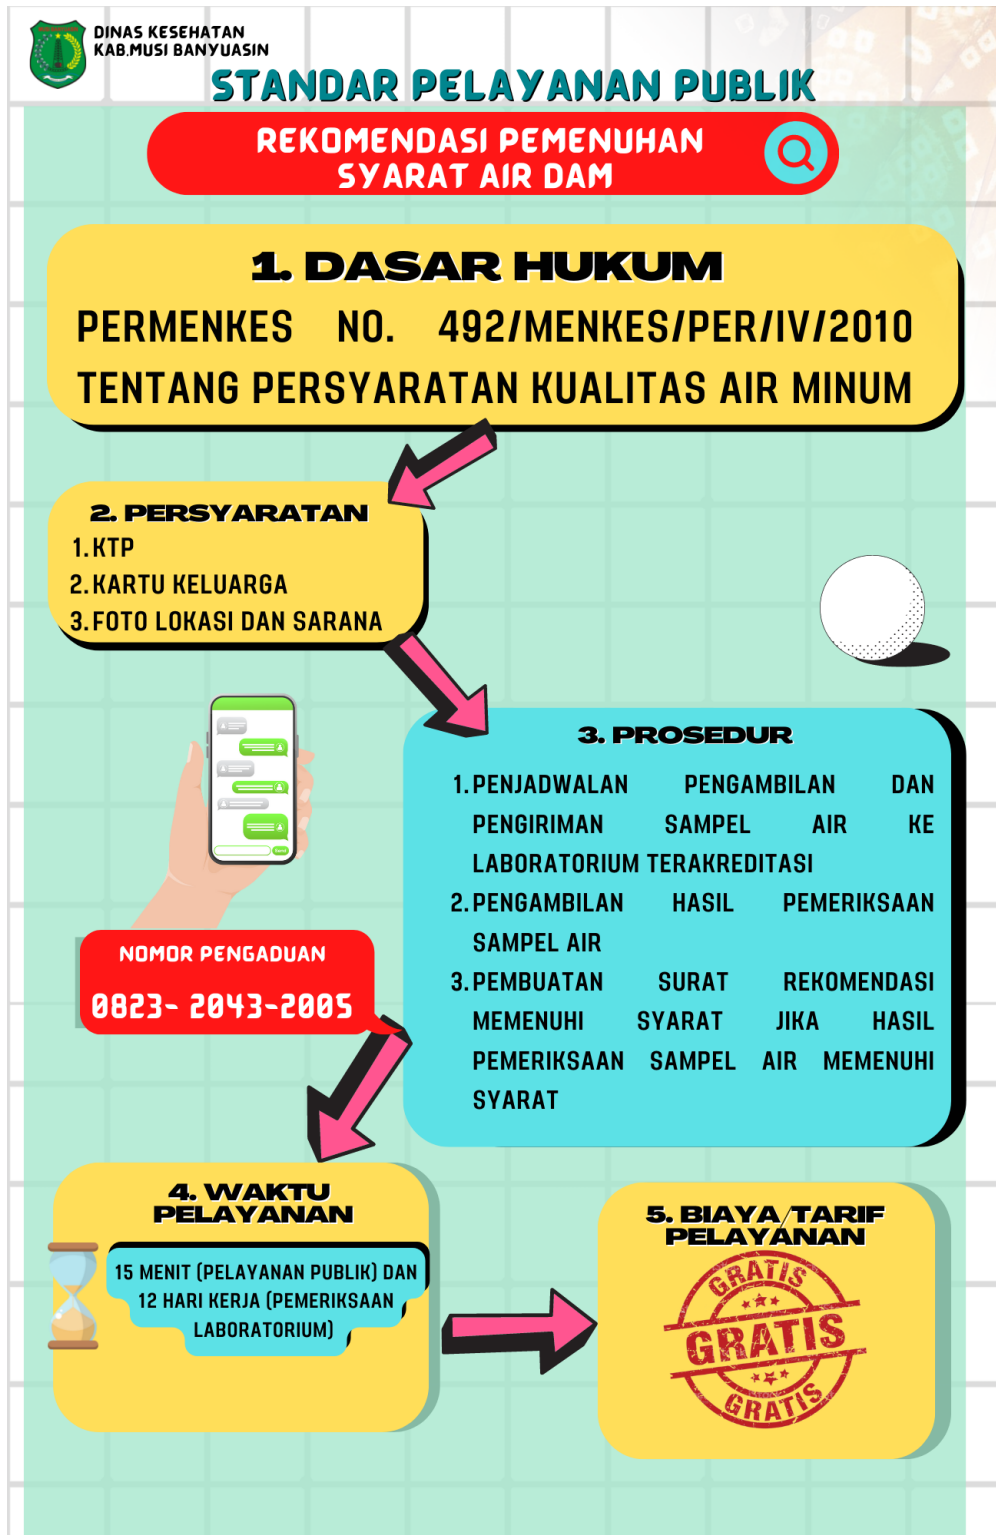 DINAS KESEHATAN
KAB.MUSI BANYUASIN
STANDAR PELAYANAN PUBLIK
REKOMENDASI PEMENUHAN
SYARAT AIR DAM
1. DASAR HUKUM
PERMENKES NO. 492/MENKES/PER/IV/2010
TENTANG PERSYARATAN KUALITAS AIR MINUM
2. PERSYARATAN
1. KTP
2. KARTU KELUARGA
3. FOTO LOKASI DAN SARANA
3. PROSEDUR
1. PENJADWALAN PENGAMBILAN DAN
PENGIRIMAN SAMPEL AIR KE
LABORATORIUM TERAKREDITASI
2. PENGAMBILAN HASIL PEMERIKSAAN
SAMPEL AIR
3. PEMBUATAN SURAT REKOMENDASI
MEMENUHI SYARAT JIKA HASIL
PEMERIKSAAN SAMPEL AIR MEMENUHI
SYARAT
NOMOR PENGADUAN
0823- 2043-2005
4. WAKTU
PELAYANAN
15 MENIT (PELAYANAN PUBLIK) DAN
12 HARI KERJA (PEMERIKSAAN
LABORATORIUM)
5. BIAYA/TARIF
PELAYANAN
GRATIS
GRATIS
GRATIS